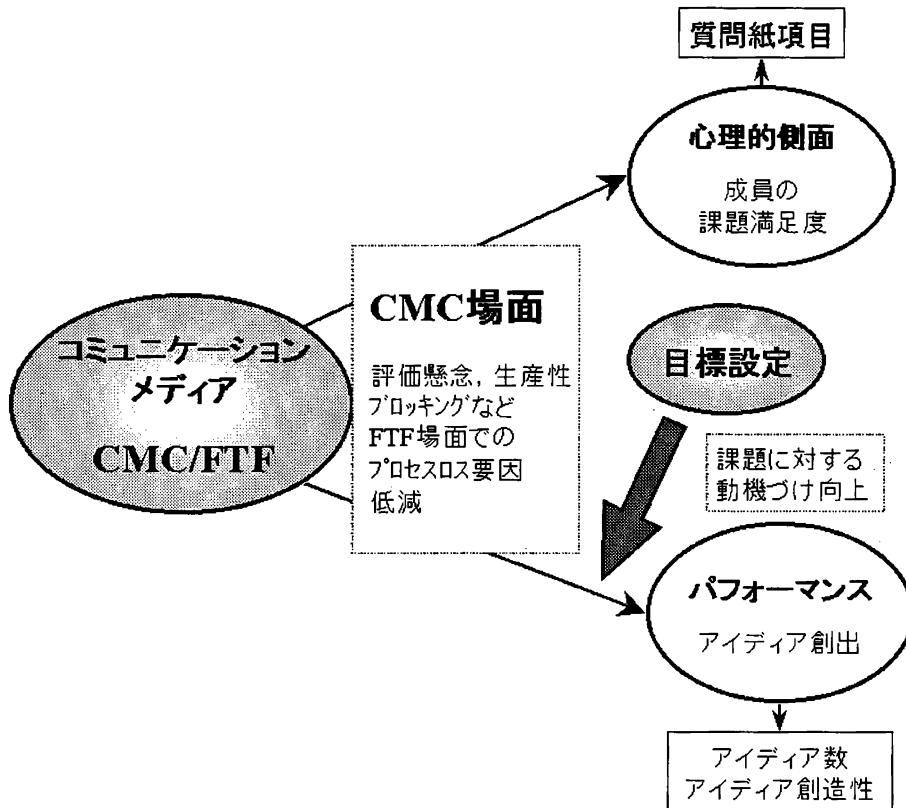 質問紙項目
心理的側面
成員の
課題満足度
コミュニケーション
メディア
CMC/FTF
CMC場面
評価懸念, 生産性
ブロッキングなど
FTF場面での
プロセスロス要因
低減
目標設定
課題に対する
動機づけ向上
パフォーマンス
アイディア創出
アイディア数
アイディア創造性